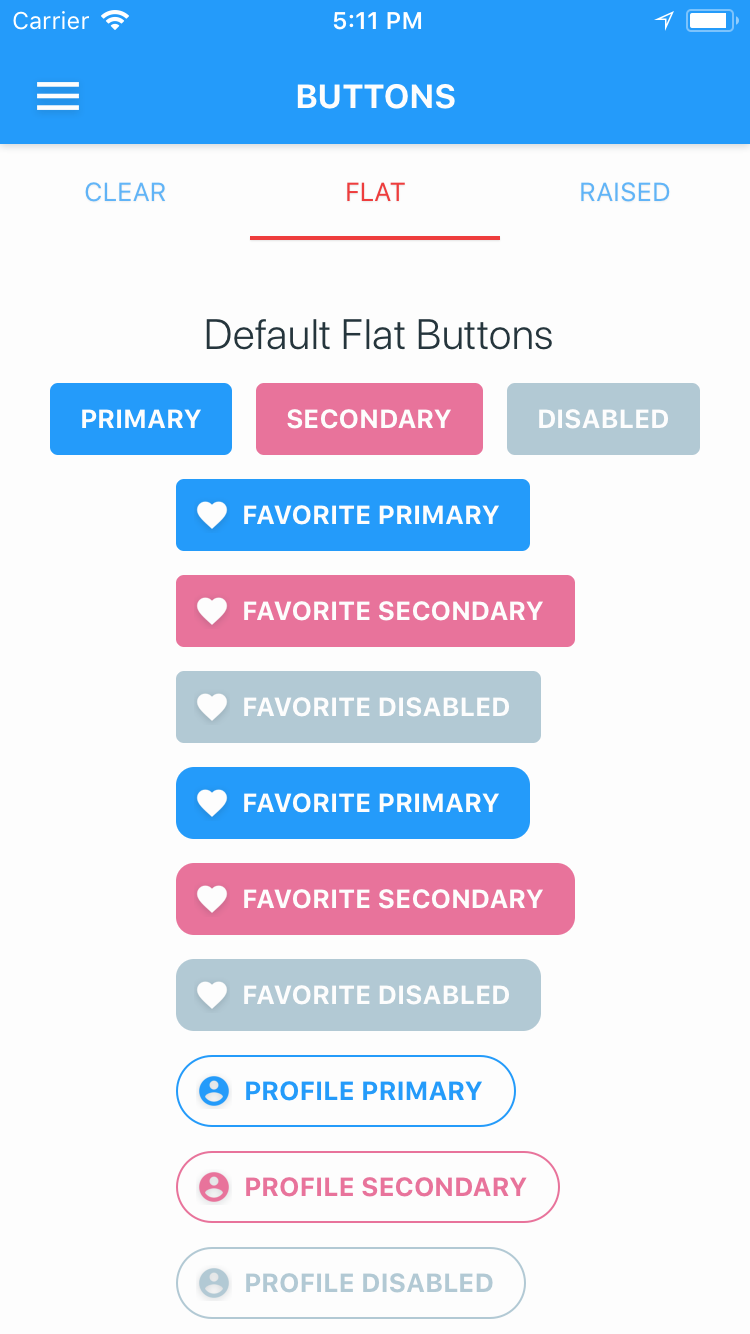 Carrier 5:11 PM
BUTTONS
CLEAR FLAT RAISED
Default Flat Buttons
PRIMARY SECONDARY DISABLED
FAVORITE PRIMARY
FAVORITE SECONDARY
FAVORITE DISABLED
FAVORITE PRIMARY
FAVORITE SECONDARY
FAVORITE DISABLED
PROFILE PRIMARY
PROFILE SECONDARY
PROFILE DISABLED